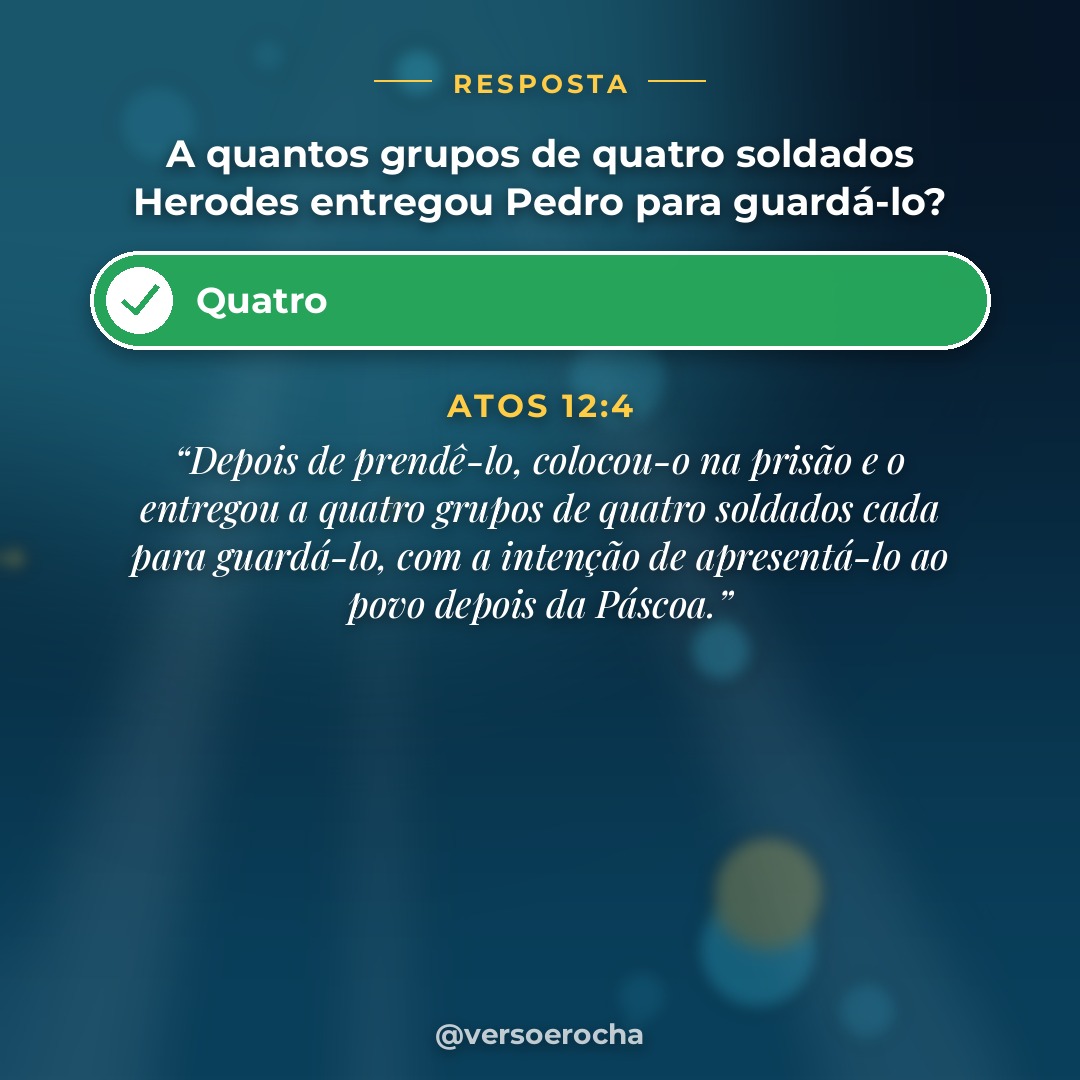 RESPOSTA
A quantos grupos de quatro soldados
Herodes entregou Pedro para guardá-lo?
Quatro
ATOS 12:4
“Depois de prendê-lo, colocou-o na prisão e o
entregou a quatro grupos de quatro soldados cada
para guardá-lo, com a intenção de apresentá-lo ao
povo depois da Páscoa.”
@versoerocha